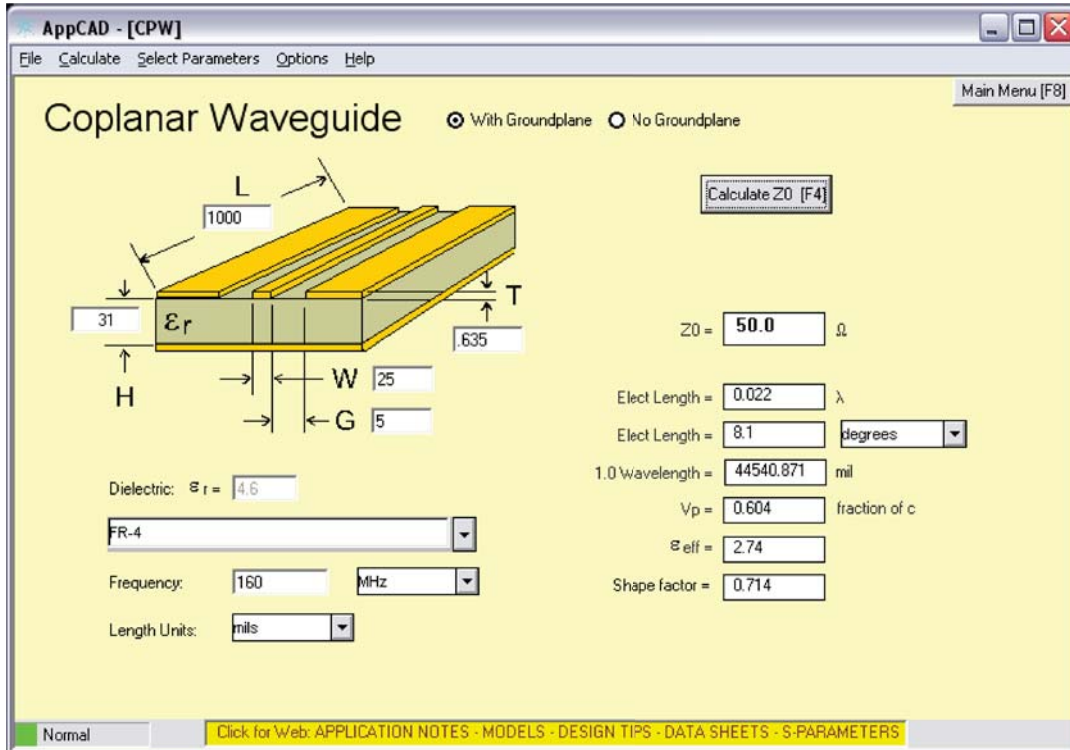 AppCAD - [CPW]
File Calculate Select Parameters Options Help
Main Menu [F8]
Coplanar Waveguide
With Groundplane
No Groundplane
Calculate Z0 [F4]
L
1000
31
εr
T
.635
H
W 25
G 5
Z0 = 50.0 Ω
Elect Length = 0.022 λ
Elect Length = 8.1 degrees
1.0 Wavelength = 44540.871 mil
Vp = 0.604 fraction of c
εeff = 2.74
Shape factor = 0.714
Dielectric: εr = 4.6
FR-4
Frequency: 160 MHz
Length Units: mils
Normal
Click for Web: APPLICATION NOTES - MODELS - DESIGN TIPS - DATA SHEETS - S-PARAMETERS